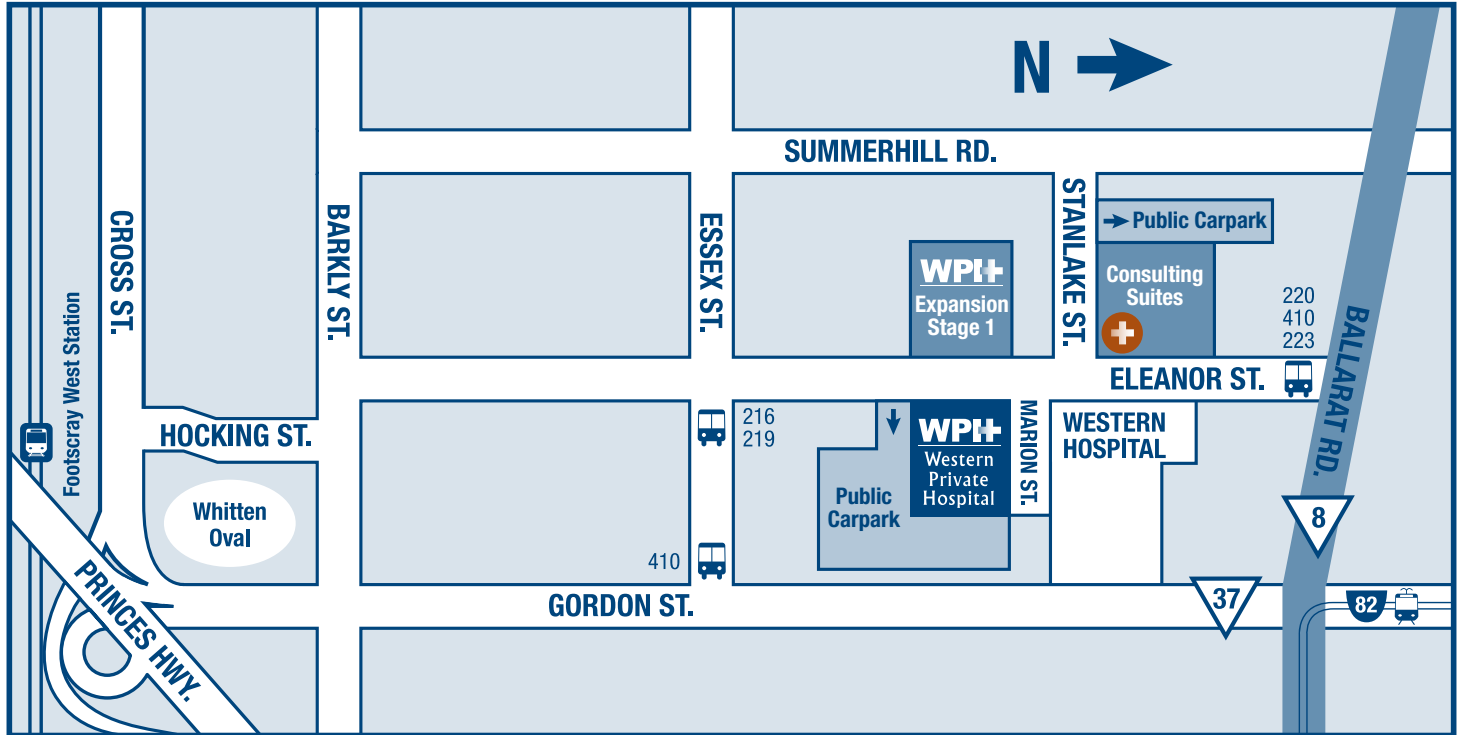 N
SUMMERHILL RD.
CROSS ST.
BARKLY ST.
ESSEX ST.
STANLAKE ST.
Public Carpark
WPH
Expansion
Stage 1
Consulting
Suites
220
410
223
BALLARAT RD.
Footscray West Station
ELEANOR ST.
HOCKING ST.
216
219
WPH
Western
Private
Hospital
MARION ST.
WESTERN
HOSPITAL
Public
Carpark
Whitten
Oval
8
410
PRINCES HWY.
GORDON ST.
37
82